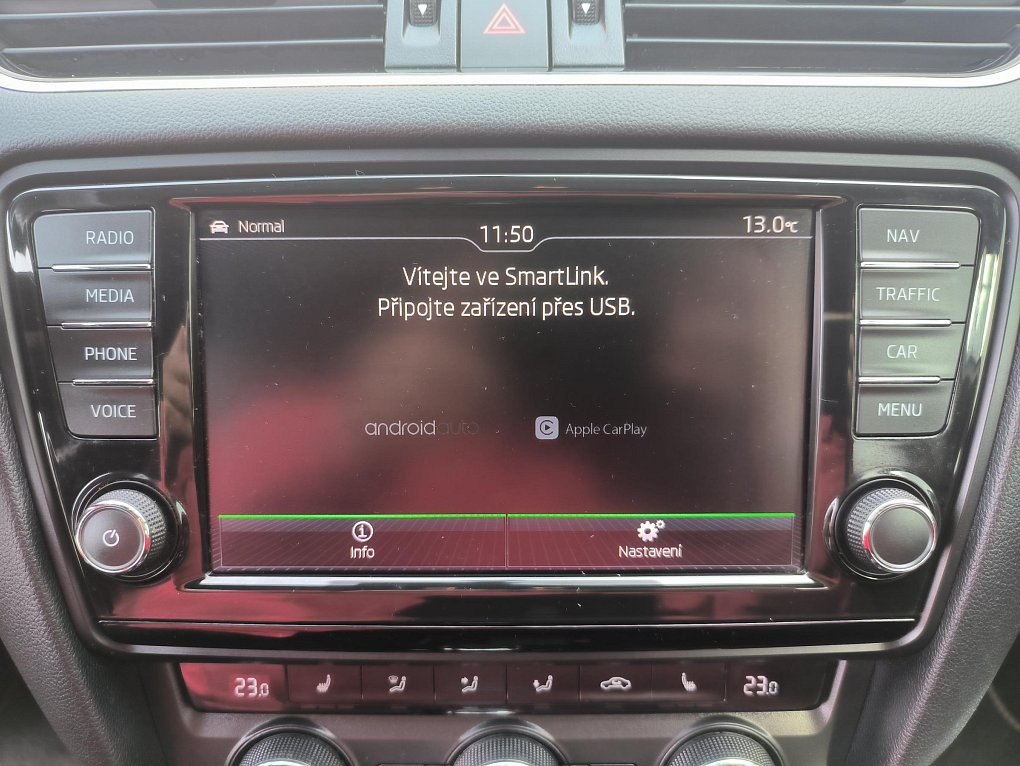 RADIO
MEDIA
PHONE
VOICE
Normal
11:50
13.0°C
Vítejte ve SmartLink.
Připojte zařízení přes USB.
androidauto
Apple CarPlay
Info
Nastavení
NAV
TRAFFIC
CAR
MENU
23.0
23.0